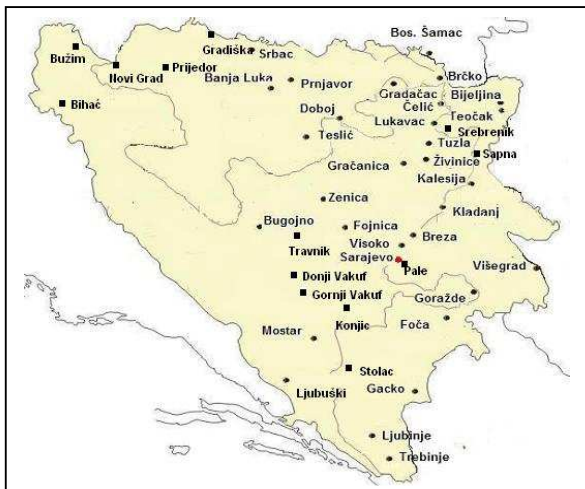 Bos. Šamac
Gradiška
Srbac
Bužim
Novi Grad
Prijedor
Banja Luka
Prnjavor
Brčko
Gradačac
Bijeljina
Čelić
Teočak
Bihać
Doboj
Lukavac
Srebrenik
Teslić
Tuzla
Sapna
Gračanica
Živinice
Kalesija
Zenica
Kladanj
Bugojno
Fojnica
Breza
Travnik
Visoko
Sarajevo
Pale
Višegrad
Donji Vakuf
Gornji Vakuf
Goražde
Konjic
Foča
Mostar
Stolac
Ljubuški
Gacko
Ljubinje
Trebinje